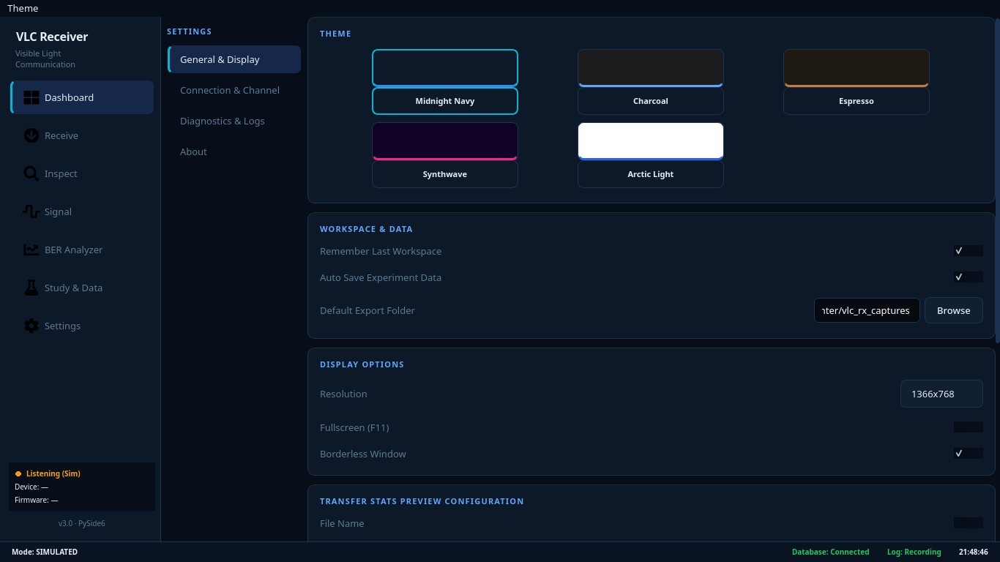 Theme
VLC Receiver
Visible Light
Communication
Dashboard
Receive
Inspect
Signal
BER Analyzer
Study & Data
Settings
Listening (Sim)
Device: —
Firmware: —
v3.0 · PySide6
SETTINGS
General & Display
Connection & Channel
Diagnostics & Logs
About
THEME
Midnight Navy
Charcoal
Espresso
Synthwave
Arctic Light
WORKSPACE & DATA
Remember Last Workspace
Auto Save Experiment Data
Default Export Folder
nter/vlc_rx_captures
Browse
DISPLAY OPTIONS
Resolution
1366x768
Fullscreen (F11)
Borderless Window
TRANSFER STATS PREVIEW CONFIGURATION
File Name
Mode: SIMULATED
Database: Connected
Log: Recording
21:48:46